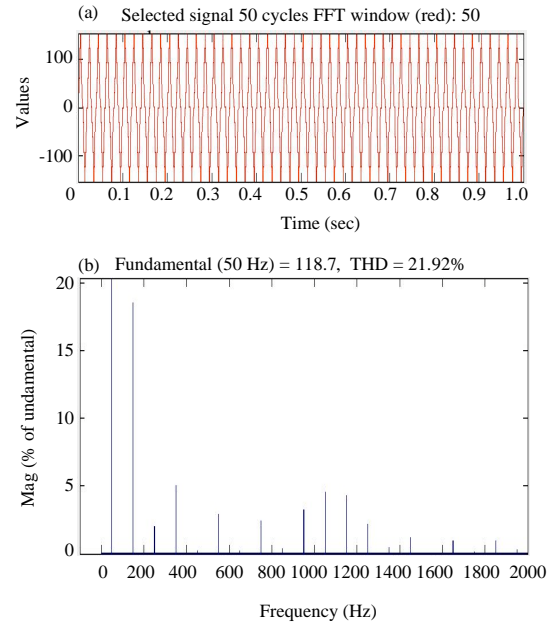 (a) Selected signal 50 cycles FFT window (red): 50
100
0
-100
Values
0 0.1 0.2 0.3 0.4 0.5 0.6 0.7 0.8 0.9 1.0
Time (sec)
(b) Fundamental (50 Hz) = 118.7, THD = 21.92%
20
15
10
5
0
Mag (% of undamental)
0 200 400 600 800 1000 1200 1400 1600 1800 2000
Frequency (Hz)